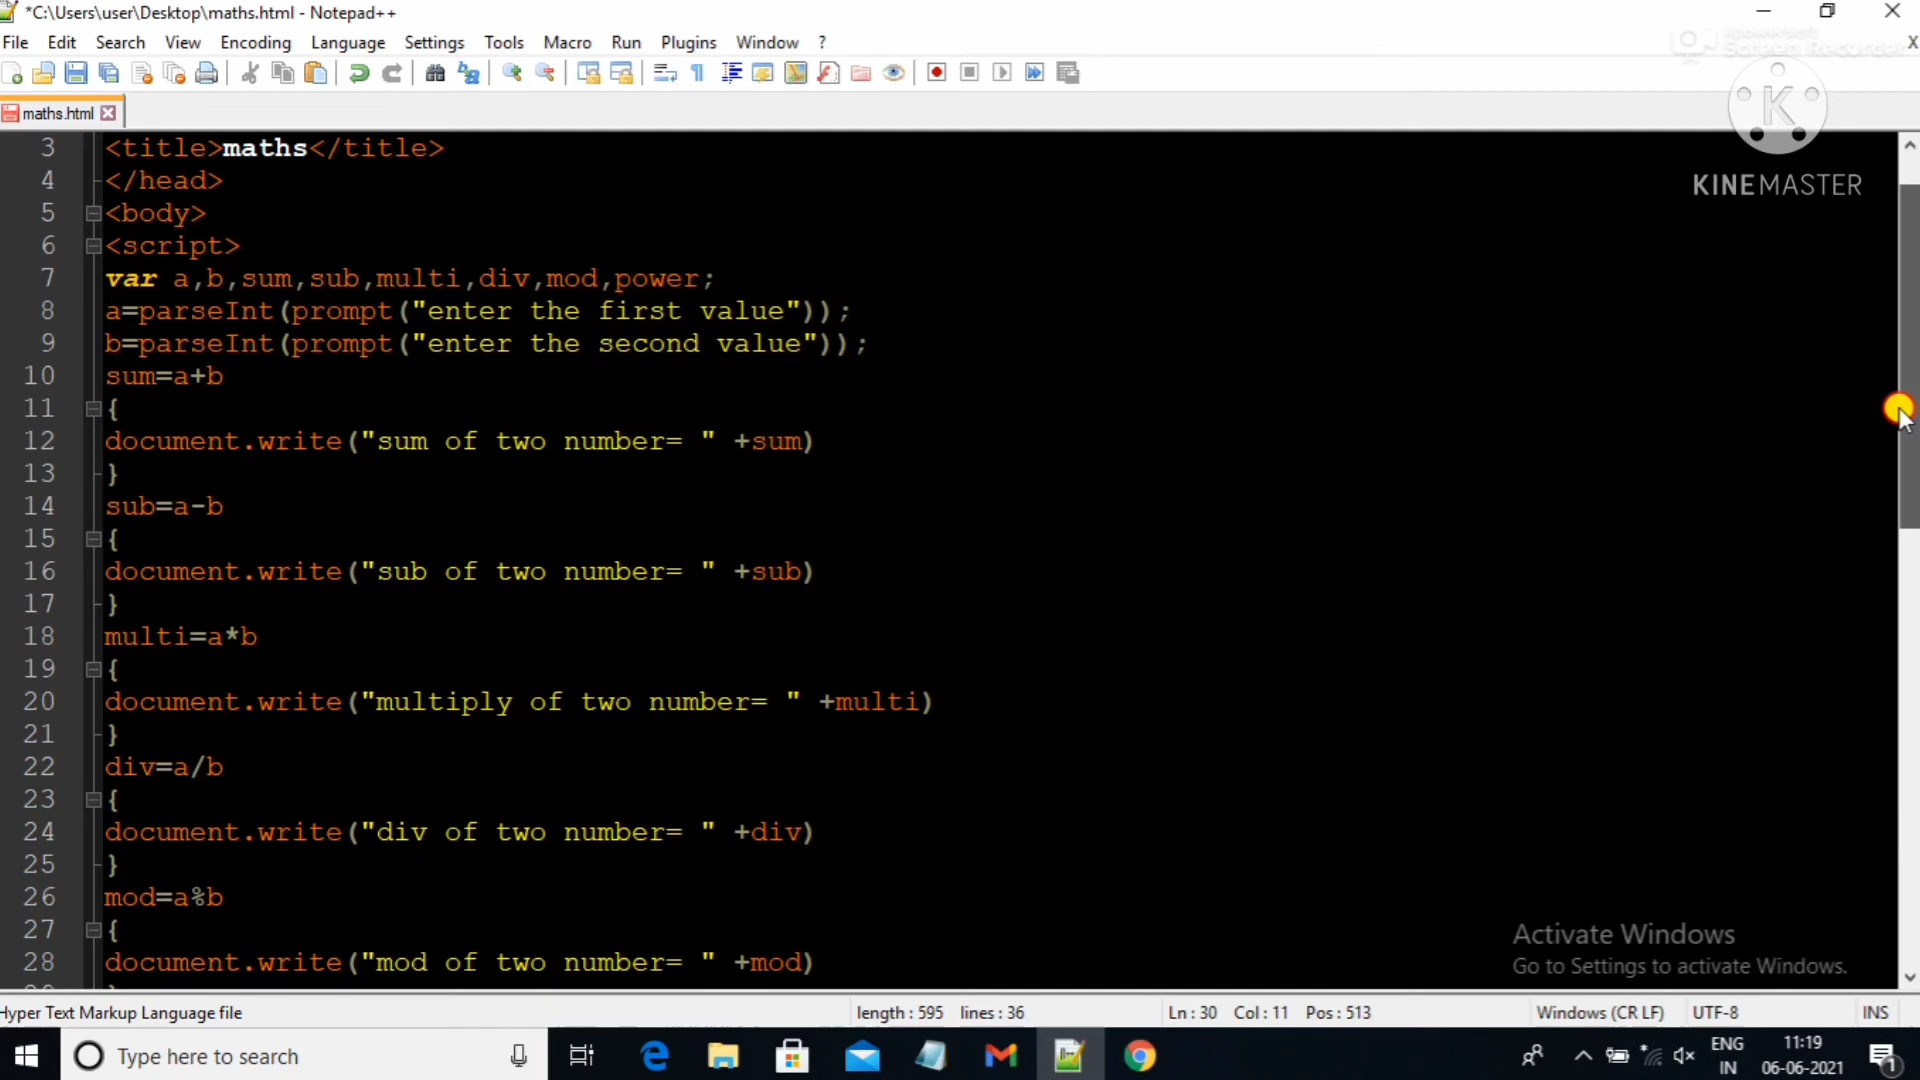 *C:\Users\user\Desktop\maths.html - Notepad++
File Edit Search View Encoding Language Settings Tools Macro Run Plugins Window ?
X
Screen Recorder
maths.html
K
KINEMASTER
3 <title>maths</title>
4 </head>
5 <body>
6 <script>
7 var a,b,sum,sub,multi,div,mod,power;
8 a=parseInt(prompt("enter the first value"));
9 b=parseInt(prompt("enter the second value"));
10 sum=a+b
11 {
12 document.write("sum of two number= " +sum)
13 }
14 sub=a-b
15 {
16 document.write("sub of two number= " +sub)
17 }
18 multi=a*b
19 {
20 document.write("multiply of two number= " +multi)
21 }
22 div=a/b
23 {
24 document.write("div of two number= " +div)
25 }
26 mod=a%b
27 {
28 document.write("mod of two number= " +mod)
Activate Windows
Go to Settings to activate Windows.
Hyper Text Markup Language file length : 595 lines : 36 Ln : 30 Col : 11 Pos : 513 Windows (CR LF) UTF-8 INS
Type here to search
ENG
IN
11:19
06-06-2021
1